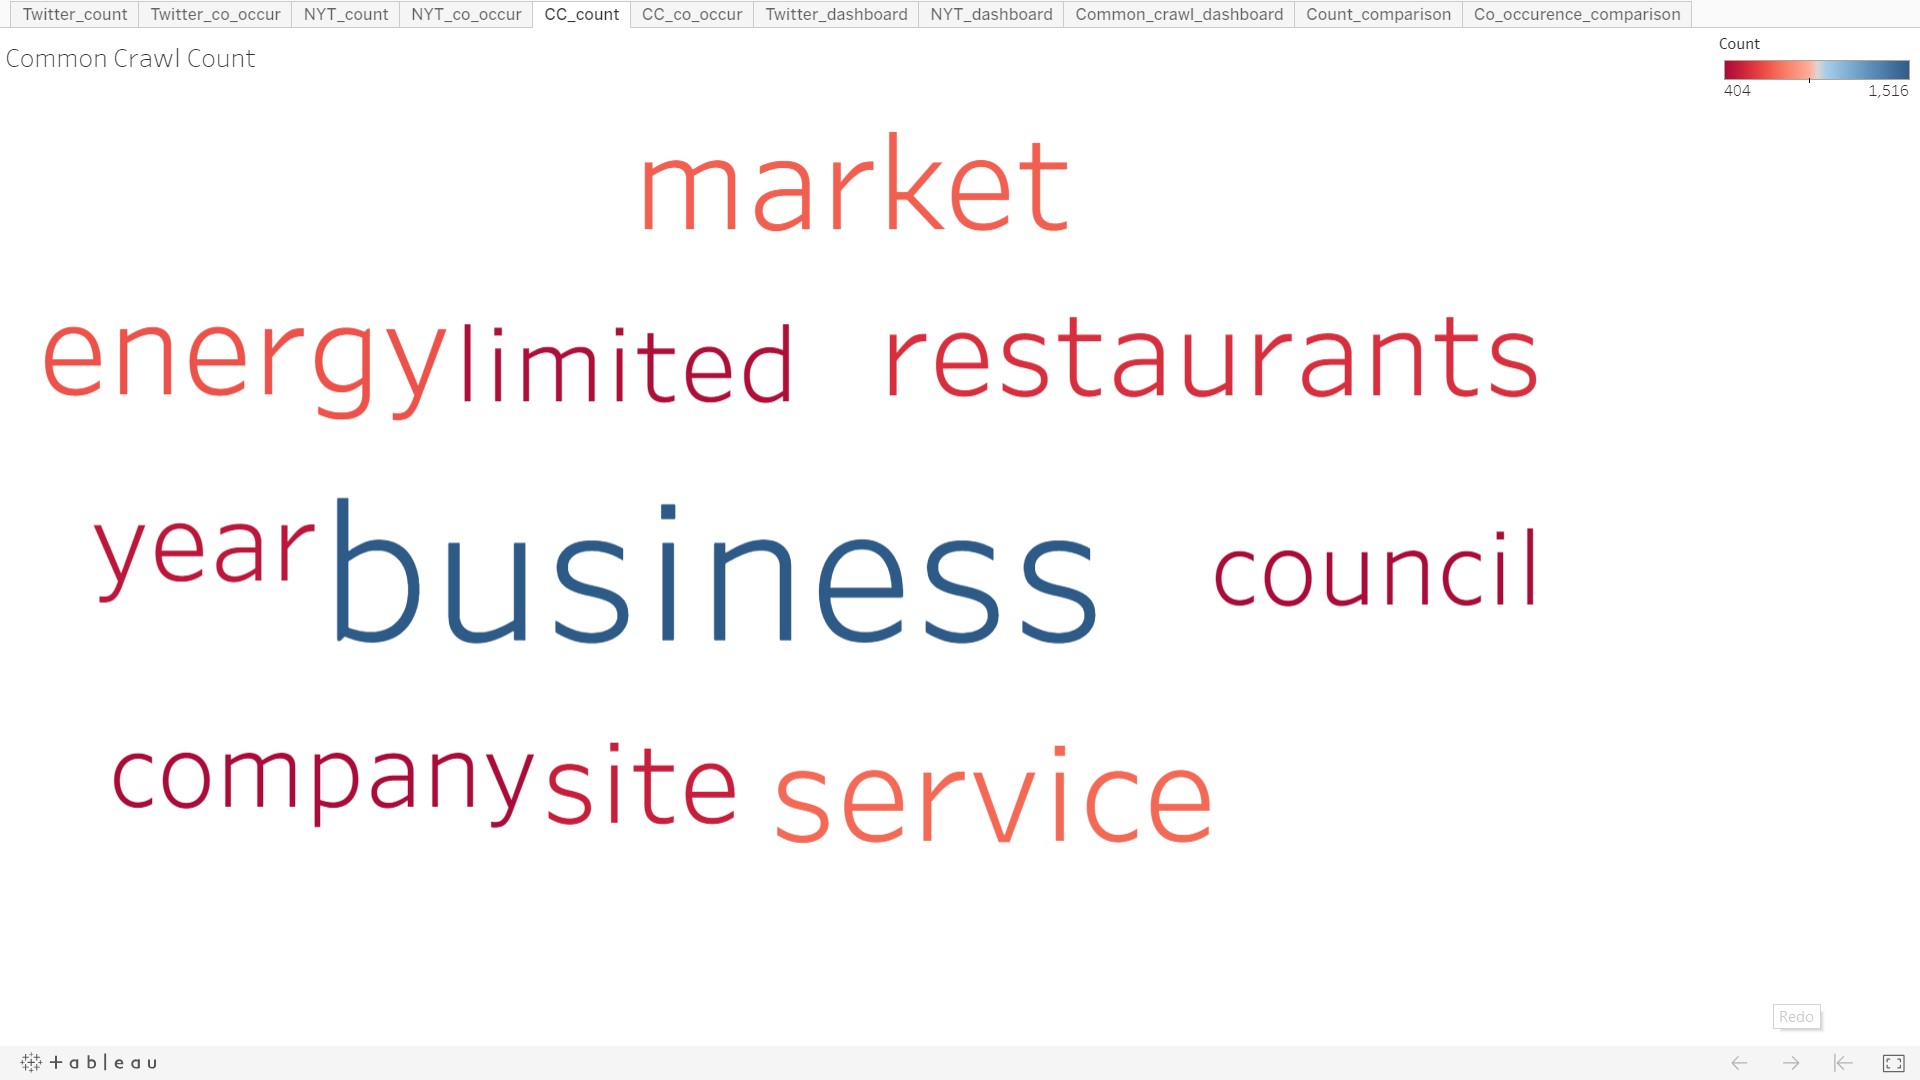 Twitter_count Twitter_co_occur NYT_count NYT_co_occur CC_count CC_co_occur Twitter_dashboard NYT_dashboard Common_crawl_dashboard Count_comparison Co_occurence_comparison
Common Crawl Count
Count
404 1,516
market
energy limited restaurants
year business council
company site service
Redo
+ a b | e a u